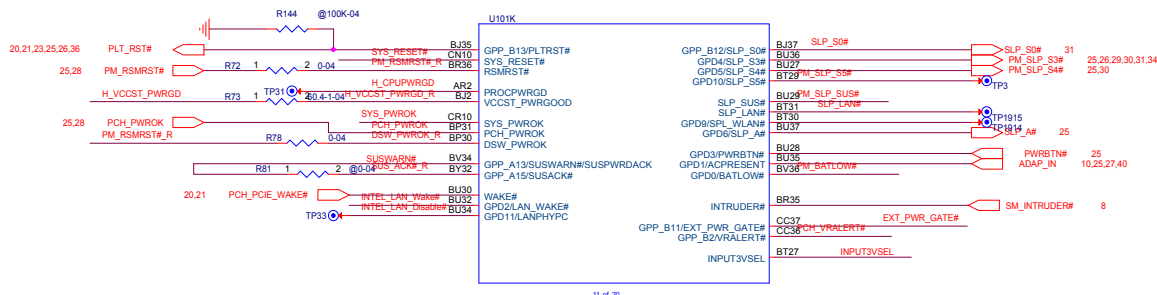 R144 @100K-04
U101K
20,21,23,25,26,36 PLT_RST# BJ35 GPP_B13/PLTRST# GPP_B12/SLP_S0# BJ37 SLP_S0# SLP_S0# 31
SYS_RESET# CN10 SYS_RESET# GPD4/SLP_S3# BU36 PM_SLP_S3# 25,26,29,30,31,34
25,28 PM_RSMRST# R72 1 2 0-04 PM_RSMRST#_R BR36 RSMRST# GPD5/SLP_S4# BU27 PM_SLP_S4# 25,30
GPD10/SLP_S5# BT29 PM_SLP_S5# TP3
TP31 H_CPUPWRGD AR2 PROCPWRGD
H_VCCST_PWRGD R73 1 2 60.4-1-04 H_VCCST_PWRGD_R BJ2 VCCST_PWRGOOD SLP_SUS# BU29 PM_SLP_SUS#
SLP_LAN# BT31 SLP_LAN# TP1915
SYS_PWROK CR10 SYS_PWROK GPD9/SPL_WLAN# BT30 TP1914
25,28 PCH_PWROK PCH_PWROK BP31 PCH_PWROK GPD6/SLP_A# BU37 SLP_A# 25
PM_RSMRST#_R R78 0-04 DSW_PWROK_R BP30 DSW_PWROK
GPD3/PWRBTN# BU28 PWRBTN# 25
SUSWARN# BV34 GPP_A13/SUSWARN#/SUSPWRDACK GPD1/ACPRESENT BU35 ADAP_IN 10,25,27,40
R81 1 2 @0-04 SUS_ACK#_R BY32 GPP_A15/SUSACK# GPD0/BATLOW# BV36 PM_BATLOW#
20,21 PCH_PCIE_WAKE# BU30 WAKE#
INTEL_LAN_Wake# BU32 GPD2/LAN_WAKE# INTRUDER# BR35 SM_INTRUDER# 8
TP33 INTEL_LAN_Disable# BU34 GPD11/LANPHYPC
GPP_B11/EXT_PWR_GATE# CC37 EXT_PWR_GATE#
GPP_B2/VRALERT# CC36 PCH_VRALERT#
INPUT3VSEL BT27 INPUT3VSEL
11 of 20